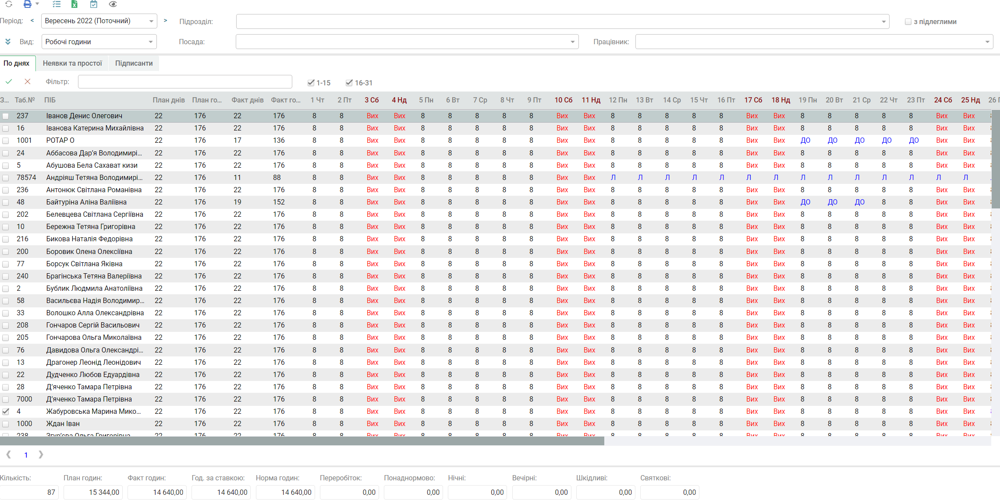 Період: < Вересень 2022 (Поточний) > Підрозділ: з підлеглими
Вид: Робочі години Посада: Працівник:
По днях Неявки та простої Підписанти
Фільтр: 1-15 16-31
З... Таб.№ ПІБ План днів План го... Факт днів Факт го... 1 Чт 2 Пт 3 Сб 4 Нд 5 Пн 6 Вт 7 Ср 8 Чт 9 Пт 10 Сб 11 Нд 12 Пн 13 Вт 14 Ср 15 Чт 16 Пт 17 Сб 18 Нд 19 Пн 20 Вт 21 Ср 22 Чт 23 Пт 24 Сб 25 Нд 26
237 Іванов Денис Олегович 22 176 22 176 8 8 Вих Вих 8 8 8 8 8 Вих Вих 8 8 8 8 8 Вих Вих 8 8 8 8 8 Вих Вих
16 Іванова Катерина Михайлівна 22 176 22 176 8 8 Вих Вих 8 8 8 8 8 Вих Вих 8 8 8 8 8 Вих Вих 8 8 8 8 8 Вих Вих
1001 РОТАР О 22 176 17 136 8 8 Вих Вих 8 8 8 8 8 Вих Вих 8 8 8 8 8 Вих Вих ДО ДО ДО ДО ДО Вих Вих
24 Аббасова Дар’я Володимирі... 22 176 22 176 8 8 Вих Вих 8 8 8 8 8 Вих Вих 8 8 8 8 8 Вих Вих 8 8 8 8 8 Вих Вих
5 Абушова Бела Сахават кизи 22 176 22 176 8 8 Вих Вих 8 8 8 8 8 Вих Вих 8 8 8 8 8 Вих Вих 8 8 8 8 8 Вих Вих
78574 Андріяш Тетяна Володимирі... 22 176 11 88 8 8 Вих Вих 8 8 8 8 8 Вих Вих Л Л Л Л Л Л Л Л Л Л Л Л Л Л
236 Антонюк Світлана Романівна 22 176 22 176 8 8 Вих Вих 8 8 8 8 8 Вих Вих 8 8 8 8 8 Вих Вих 8 8 8 8 8 Вих Вих
48 Байтуріна Аліна Валіївна 22 176 19 152 8 8 Вих Вих 8 8 8 8 8 Вих Вих 8 8 8 8 8 Вих Вих ДО ДО ДО 8 8 Вих Вих
202 Белевцева Світлана Сергіївна 22 176 22 176 8 8 Вих Вих 8 8 8 8 8 Вих Вих 8 8 8 8 8 Вих Вих 8 8 8 8 8 Вих Вих
10 Бережна Тетяна Григорівна 22 176 22 176 8 8 Вих Вих 8 8 8 8 8 Вих Вих 8 8 8 8 8 Вих Вих 8 8 8 8 8 Вих Вих
216 Бикова Наталія Федорівна 22 176 22 176 8 8 Вих Вих 8 8 8 8 8 Вих Вих 8 8 8 8 8 Вих Вих 8 8 8 8 8 Вих Вих
200 Боровик Олена Олексіївна 22 176 22 176 8 8 Вих Вих 8 8 8 8 8 Вих Вих 8 8 8 8 8 Вих Вих 8 8 8 8 8 Вих Вих
77 Борсук Світлана Яківна 22 176 22 176 8 8 Вих Вих 8 8 8 8 8 Вих Вих 8 8 8 8 8 Вих Вих 8 8 8 8 8 Вих Вих
240 Брагінська Тетяна Валеріївна 22 176 22 176 8 8 Вих Вих 8 8 8 8 8 Вих Вих 8 8 8 8 8 Вих Вих 8 8 8 8 8 Вих Вих
2 Бублик Людмила Анатоліївна 22 176 22 176 8 8 Вих Вих 8 8 8 8 8 Вих Вих 8 8 8 8 8 Вих Вих 8 8 8 8 8 Вих Вих
58 Васильєва Надія Володимир... 22 176 22 176 8 8 Вих Вих 8 8 8 8 8 Вих Вих 8 8 8 8 8 Вих Вих 8 8 8 8 8 Вих Вих
33 Волошко Алла Олександрівна 22 176 22 176 8 8 Вих Вих 8 8 8 8 8 Вих Вих 8 8 8 8 8 Вих Вих 8 8 8 8 8 Вих Вих
208 Гончаров Сергій Васильович 22 176 22 176 8 8 Вих Вих 8 8 8 8 8 Вих Вих 8 8 8 8 8 Вих Вих 8 8 8 8 8 Вих Вих
205 Гончарова Ольга Миколаївна 22 176 22 176 8 8 Вих Вих 8 8 8 8 8 Вих Вих 8 8 8 8 8 Вих Вих 8 8 8 8 8 Вих Вих
76 Давидова Ольга Олександрі... 22 176 22 176 8 8 Вих Вих 8 8 8 8 8 Вих Вих 8 8 8 8 8 Вих Вих 8 8 8 8 8 Вих Вих
13 Драгонер Леонід Леонідович 22 176 22 176 8 8 Вих Вих 8 8 8 8 8 Вих Вих 8 8 8 8 8 Вих Вих 8 8 8 8 8 Вих Вих
22 Дудченко Любов Едуардівна 22 176 22 176 8 8 Вих Вих 8 8 8 8 8 Вих Вих 8 8 8 8 8 Вих Вих 8 8 8 8 8 Вих Вих
28 Д’яченко Тамара Петрівна 22 176 22 176 8 8 Вих Вих 8 8 8 8 8 Вих Вих 8 8 8 8 8 Вих Вих 8 8 8 8 8 Вих Вих
7000 Д’яченко Тамара Петрівна 22 176 22 176 8 8 Вих Вих 8 8 8 8 8 Вих Вих 8 8 8 8 8 Вих Вих 8 8 8 8 8 Вих Вих
4 Жабуровська Марина Мико... 22 176 22 176 8 8 Вих Вих 8 8 8 8 8 Вих Вих 8 8 8 8 8 Вих Вих 8 8 8 8 8 Вих Вих
1000 Ждан Іван 22 176 22 176 8 8 Вих Вих 8 8 8 8 8 Вих Вих 8 8 8 8 8 Вих Вих 8 8 8 8 8 Вих Вих
238 Згур’єва Ольга Григорівна 22 176 22 176 8 8 Вих Вих 8 8 8 8 8 Вих Вих 8 8 8 8 8 Вих Вих 8 8 8 8 8 Вих Вих
1
Кількість: План годин: Факт годин: Год. за ставкою: Норма годин: Переробіток: Понаднормово: Нічні: Вечірні: Шкідливі: Святкові:
87 15 344,00 14 640,00 14 640,00 14 640,00 0,00 0,00 0,00 0,00 0,00 0,00